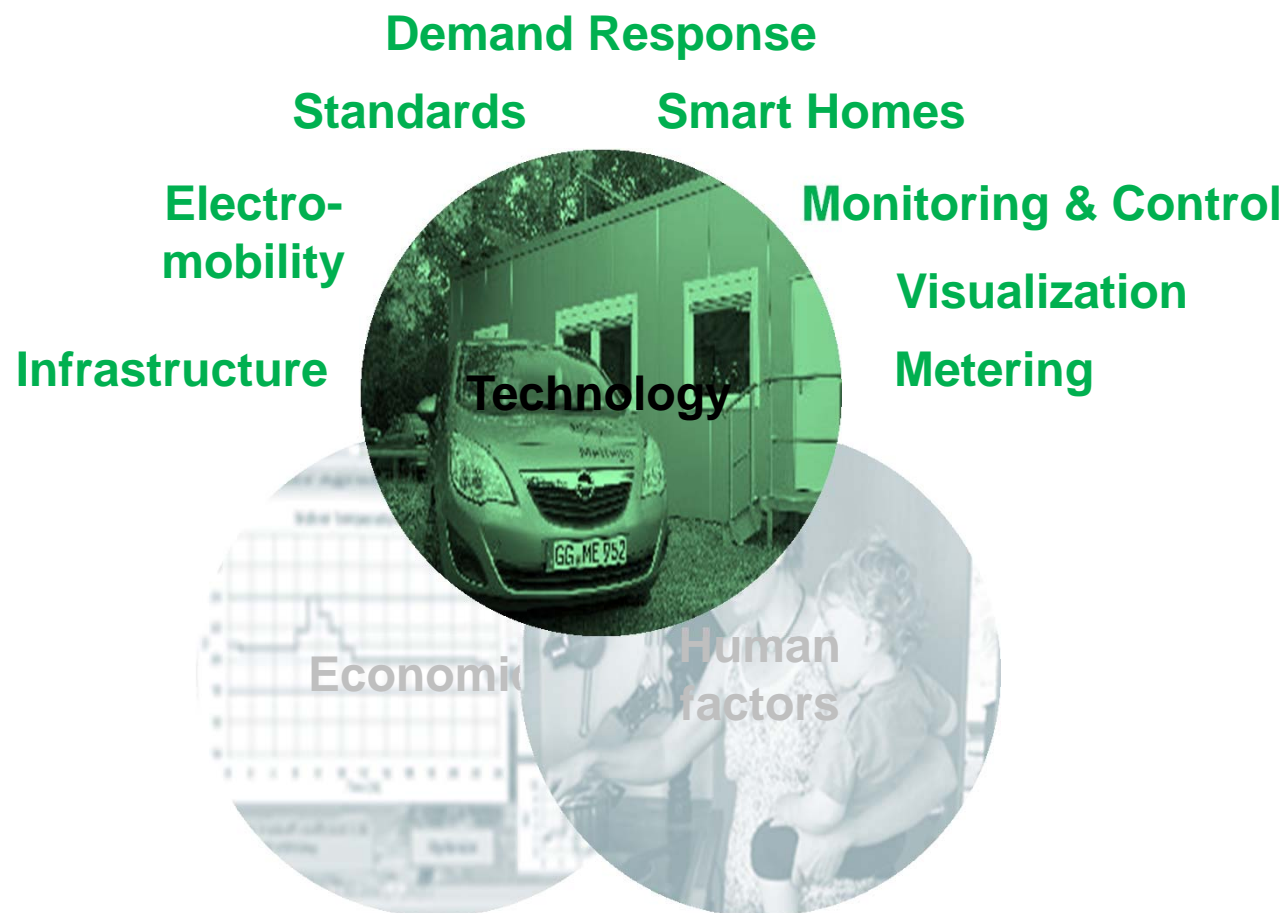 Demand Response
Standards
Smart Homes
Electro-
mobility
Monitoring & Control
Visualization
Infrastructure
Metering
Technology
GG ME 952
Human
factors
Economic